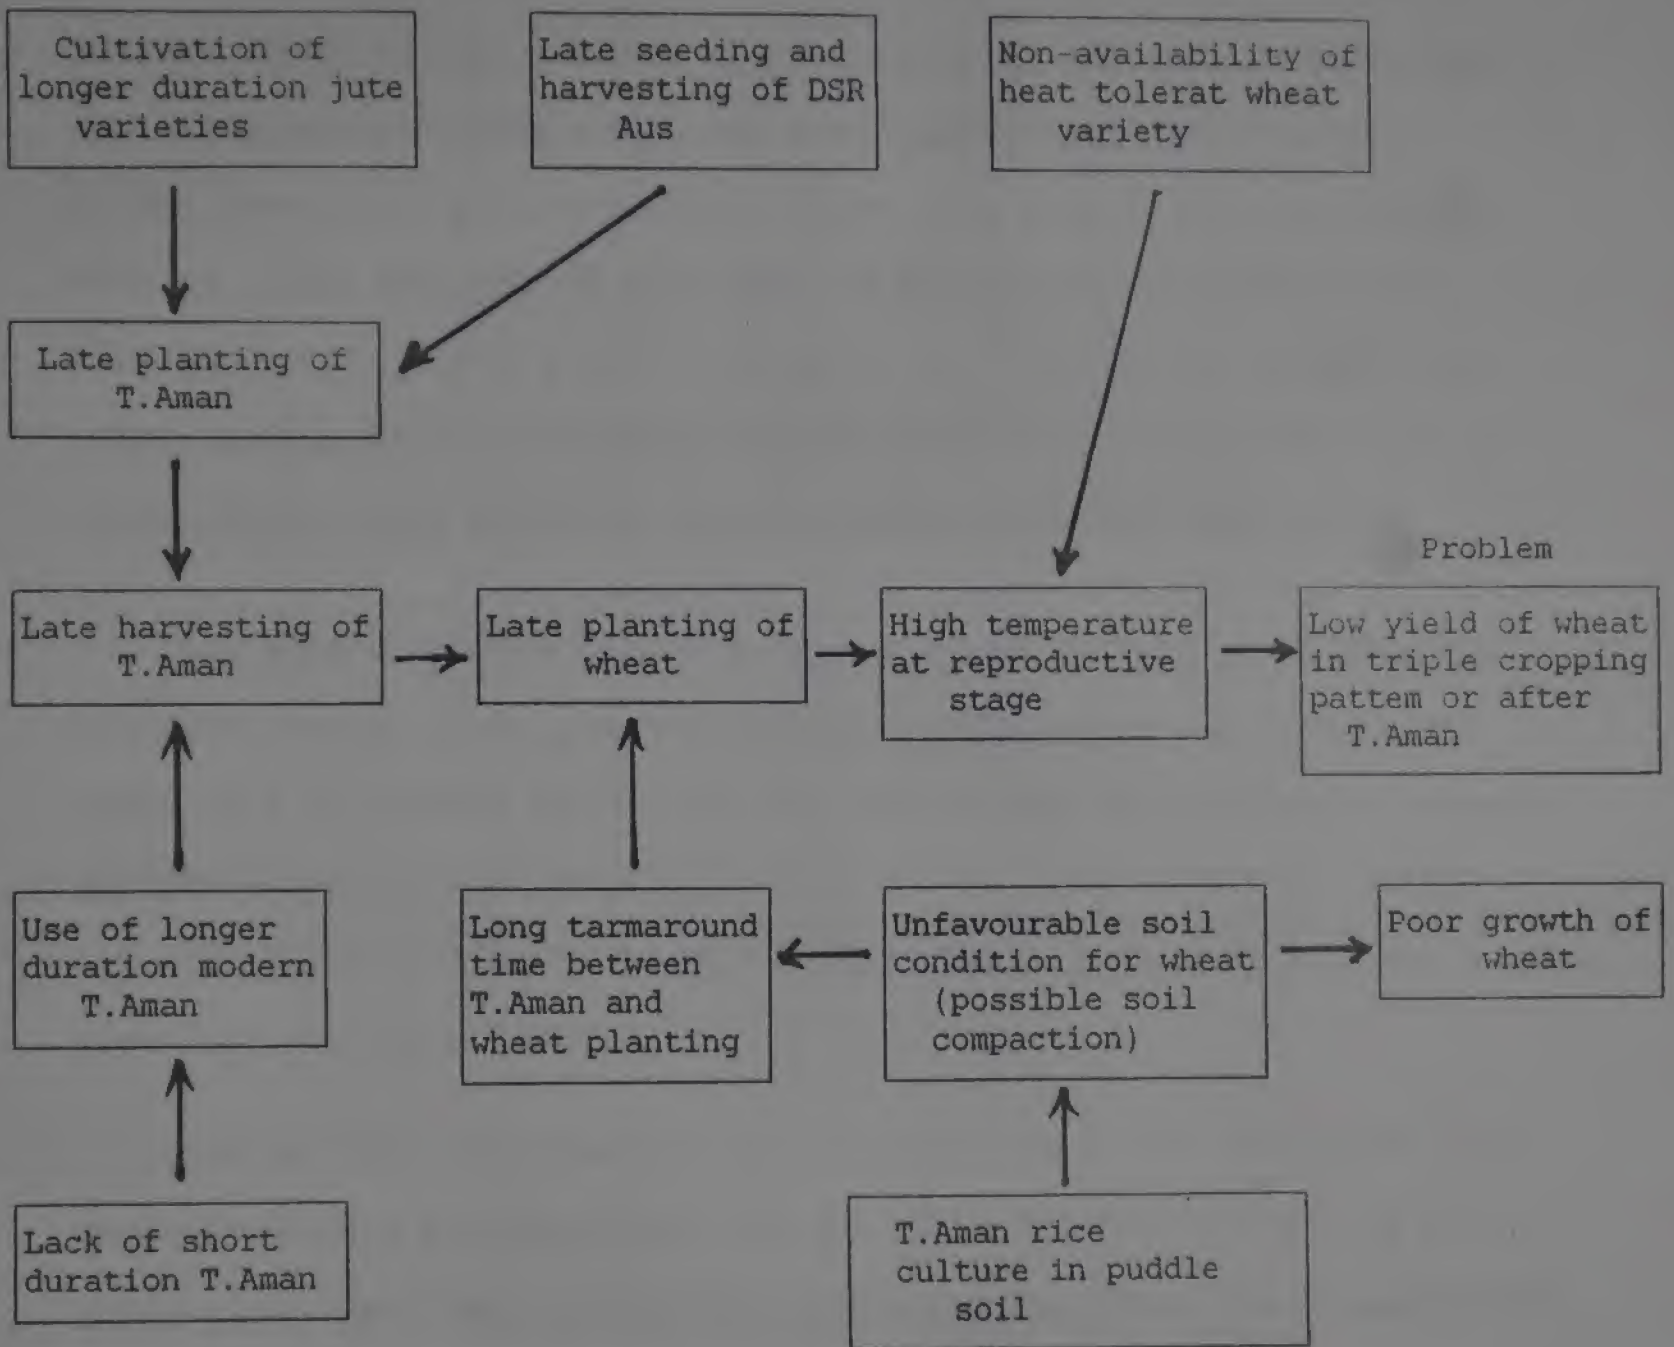 Cultivation of
longer duration jute
varieties
Late seeding and
harvesting of DSR
Aus
Non-availability of
heat tolerat wheat
variety
Late planting of
T.Aman
Problem
Late harvesting of
T.Aman
Late planting of
wheat
High temperature
at reproductive
stage
Low yield of wheat
in triple cropping
pattem or after
T.Aman
Use of longer
duration modern
T.Aman
Long tarmaround
time between
T.Aman and
wheat planting
Unfavourable soil
condition for wheat
(possible soil
compaction)
Poor growth of
wheat
Lack of short
duration T.Aman
T.Aman rice
culture in puddle
soil